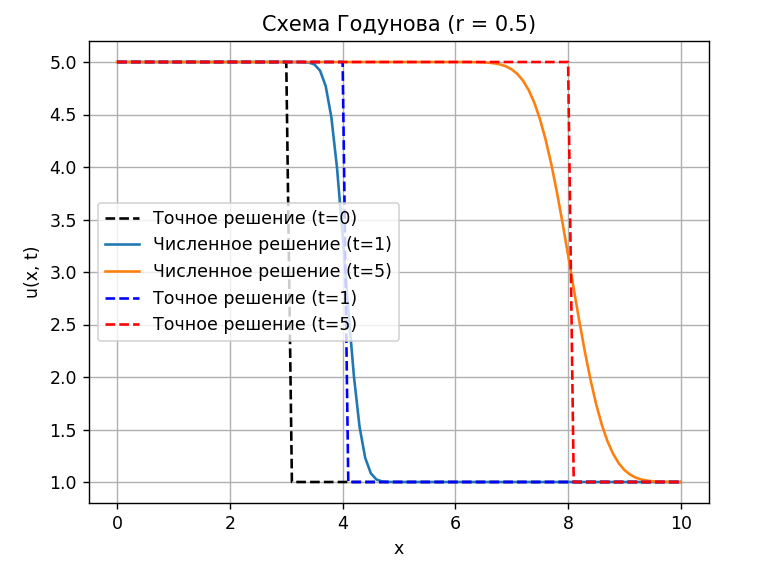 Схема Годунова (r = 0.5)
5.0
4.5
4.0
3.5
3.0
2.5
2.0
1.5
1.0
u(x, t)
Точное решение (t=0)
Численное решение (t=1)
Численное решение (t=5)
Точное решение (t=1)
Точное решение (t=5)
0 2 4 6 8 10
x